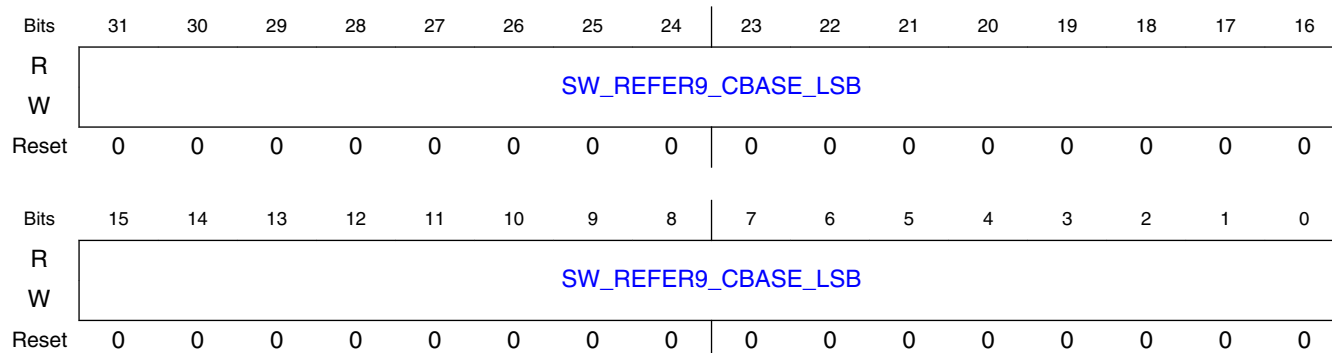 Bits 31 30 29 28 27 26 25 24 23 22 21 20 19 18 17 16
R
SW_REFER9_CBASE_LSB
W
Reset 0 0 0 0 0 0 0 0 0 0 0 0 0 0 0 0
Bits 15 14 13 12 11 10 9 8 7 6 5 4 3 2 1 0
R
SW_REFER9_CBASE_LSB
W
Reset 0 0 0 0 0 0 0 0 0 0 0 0 0 0 0 0